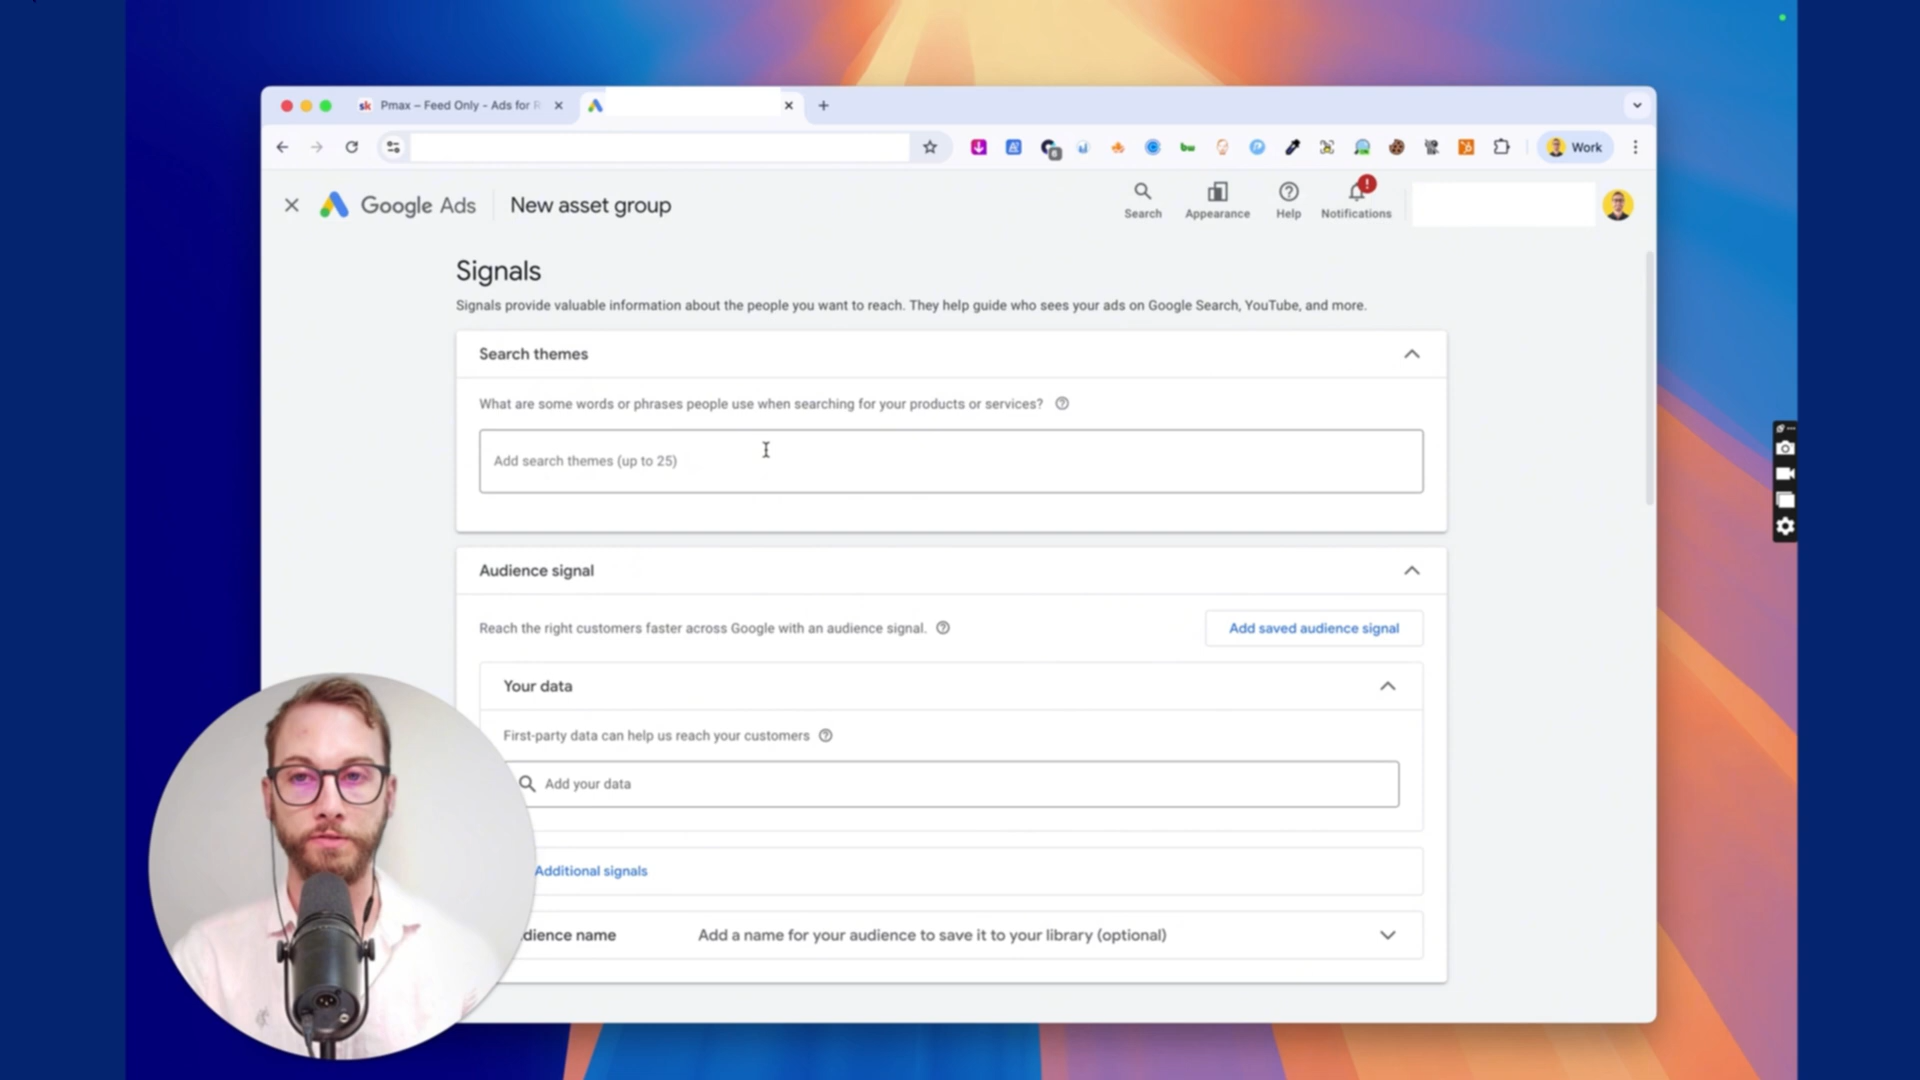 sk Pmax – Feed Only - Ads for R
Work
Google Ads
New asset group
Search
Appearance
Help
Notifications
Signals
Signals provide valuable information about the people you want to reach. They help guide who sees your ads on Google Search, YouTube, and more.
Search themes
What are some words or phrases people use when searching for your products or services?
Add search themes (up to 25)
Audience signal
Reach the right customers faster across Google with an audience signal.
Add saved audience signal
Your data
First-party data can help us reach your customers
Add your data
Additional signals
dience name
Add a name for your audience to save it to your library (optional)